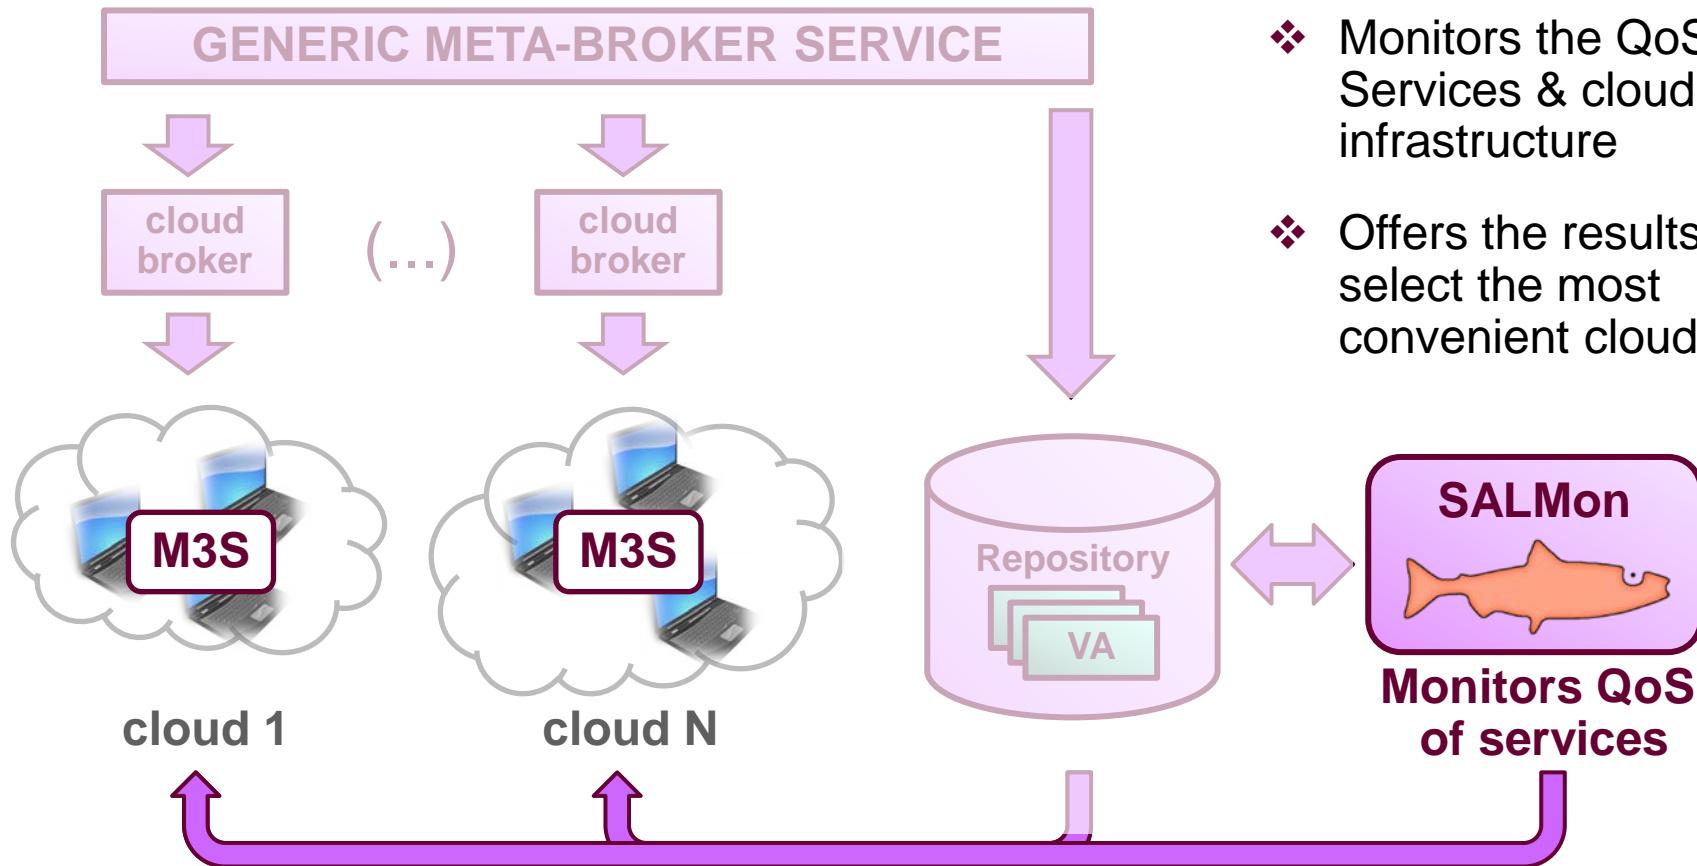 GENERIC META-BROKER SERVICE
❖ Monitors the QoS
Services & cloud
infrastructure
❖ Offers the results
select the most
convenient cloud
cloud
broker
(...)
cloud
broker
M3S
M3S
Repository
VA
SALMon
Monitors QoS
of services
cloud 1
cloud N